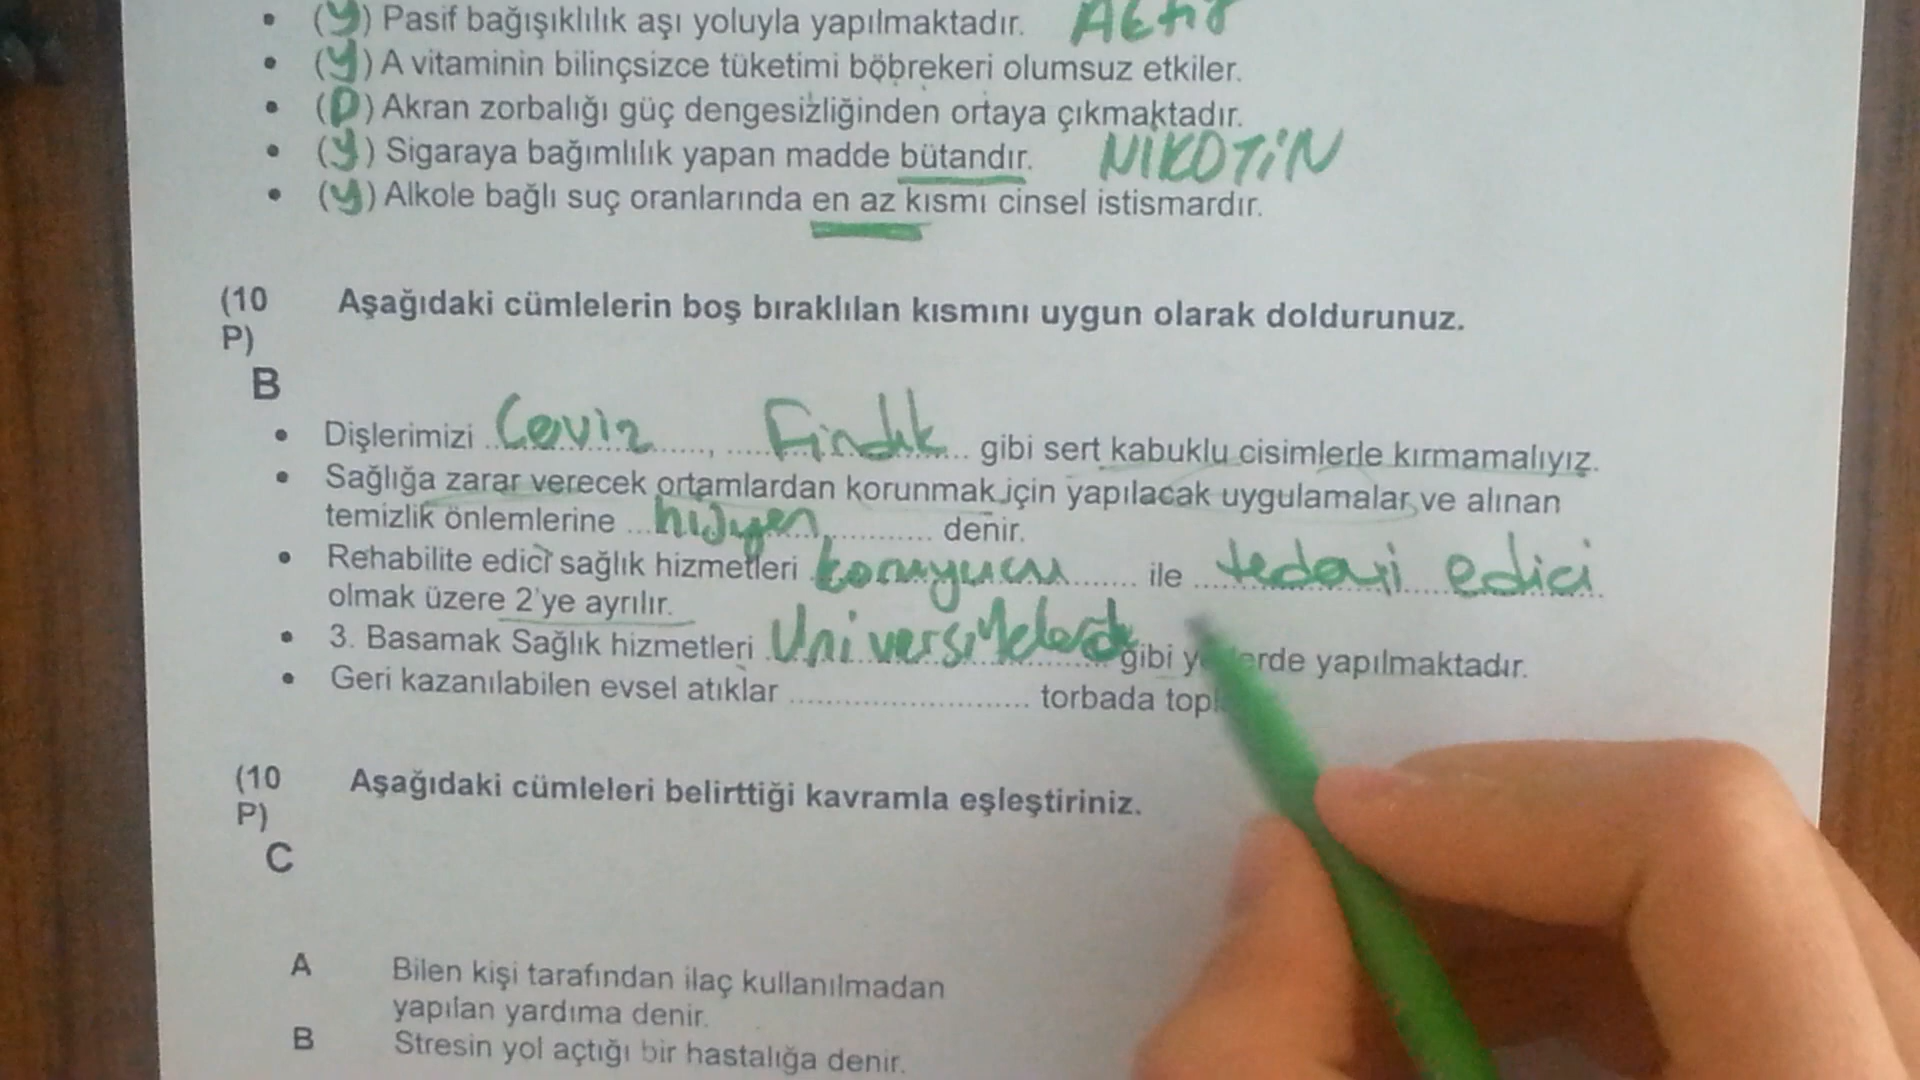 • (Y) Pasif bağışıklılık aşı yoluyla yapılmaktadır. Aktif
• (Y) A vitaminin bilinçsizce tüketimi böbrekeri olumsuz etkiler.
• (D) Akran zorbalığı güç dengesizliğinden ortaya çıkmaktadır.
• (Y) Sigaraya bağımlılık yapan madde bütandır. NİKOTİN
• (Y) Alkole bağlı suç oranlarında en az kısmı cinsel istismardır.
(10 Aşağıdaki cümlelerin boş bıraklılan kısmını uygun olarak doldurunuz.
P)
B
• Dişlerimizi Ceviz, Fındık gibi sert kabuklu cisimlerle kırmamalıyız.
• Sağlığa zarar verecek ortamlardan korunmak için yapılacak uygulamalar ve alınan
temizlik önlemlerine hijyen denir.
• Rehabilite edici sağlık hizmetleri koruyucu ile tedavi edici
olmak üzere 2'ye ayrılır.
• 3. Basamak Sağlık hizmetleri Üniversitelerde gibi yerlerde yapılmaktadır.
• Geri kazanılabilen evsel atıklar ........................... torbada
(10 Aşağıdaki cümleleri belirttiği kavramla eşleştiriniz.
P)
C
A Bilen kişi tarafından ilaç kullanılmadan
yapılan yardıma denir.
B Stresin yol açtığı bir hastalığa denir.